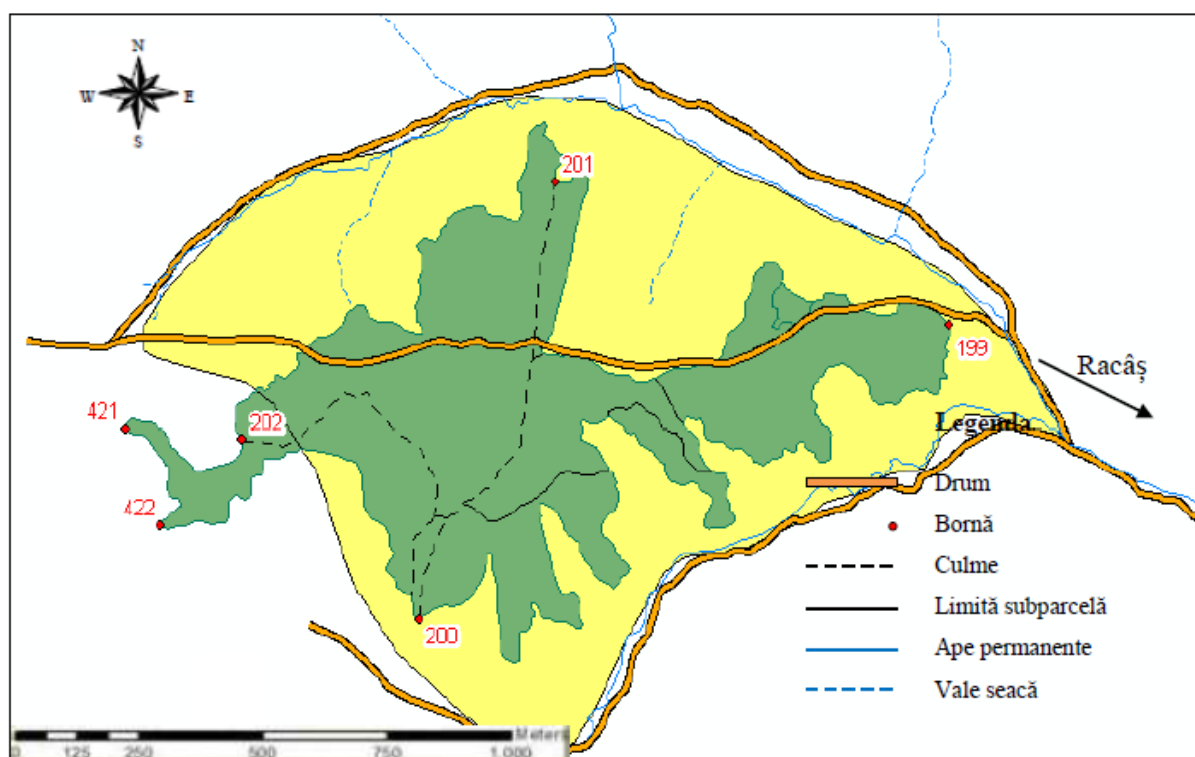 N
W E
S
201
199
Racâș
421
202
422
200
Legenda
Drum
Bornă
Culme
Limită subparcelă
Ape permanente
Vale seacă
Meters
0 125 250 500 750 1.000